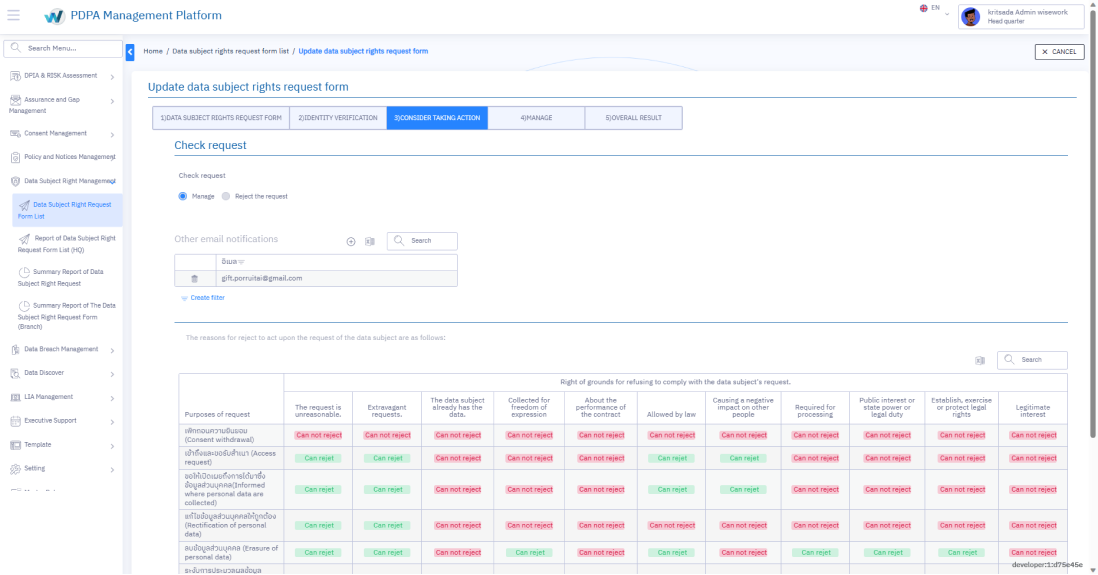 PDPA Management Platform
EN
kritsada Admin wisework
Head quarter
Search Menu...
Home / Data subject rights request form list / Update data subject rights request form
CANCEL
DPIA & RISK Assessment
Assurance and Gap
Management
Consent Management
Policy and Notices Management
Data Subject Right Management
Data Subject Right Request
Form List
Report of Data Subject Right
Request Form List (HQ)
Summary Report of Data
Subject Right Request
Summary Report of The Data
Subject Right Request Form
(Branch)
Data Breach Management
Data Discover
LIA Management
Executive Support
Template
Setting
Update data subject rights request form
1)DATA SUBJECT RIGHTS REQUEST FORM 2)IDENTITY VERIFICATION 3)CONSIDER TAKING ACTION 4)MANAGE 5)OVERALL RESULT
Check request
Check request
Manage Reject the request
Other email notifications Search
อีเมล
gift.porruitai@gmail.com
Create filter
The reasons for reject to act upon the request of the data subject are as follows:
Search
Right of grounds for refusing to comply with the data subject's request.
Purposes of request
The request is
unreasonable.
Extravagant
requests.
The data subject
already has the
data.
Collected for
freedom of
expression
About the
performance of
the contract
Allowed by law
Causing a negative
impact on other
people
Required for
processing
Public interest or
state power or
legal duty
Establish, exercise
or protect legal
rights
Legitimate
interest
เพิกถอนความยินยอม
(Consent withdrawal)
Can not reject Can not reject Can not reject Can not reject Can not reject Can not reject Can not reject Can not reject Can not reject Can not reject Can not reject
เข้าถึงและขอรับสำเนา (Access
request)
Can rejet Can rejet Can not reject Can not reject Can not reject Can rejet Can rejet Can not reject Can not reject Can not reject Can not reject
ขอให้เปิดเผยถึงการได้มาซึ่ง
ข้อมูลส่วนบุคคล(Informed
where personal data are
collected)
Can rejet Can rejet Can not reject Can not reject Can not reject Can rejet Can rejet Can not reject Can not reject Can not reject Can not reject
แก้ไขข้อมูลส่วนบุคคลให้ถูกต้อง
(Rectification of personal
data)
Can rejet Can rejet Can not reject Can not reject Can not reject Can not reject Can not reject Can not reject Can not reject Can not reject Can not reject
ลบข้อมูลส่วนบุคคล (Erasure of
personal data)
Can rejet Can rejet Can not reject Can rejet Can not reject Can rejet Can not reject Can rejet Can rejet Can rejet Can not reject
ระงับการประมวลผลข้อมูล
developer:1:d75e45e